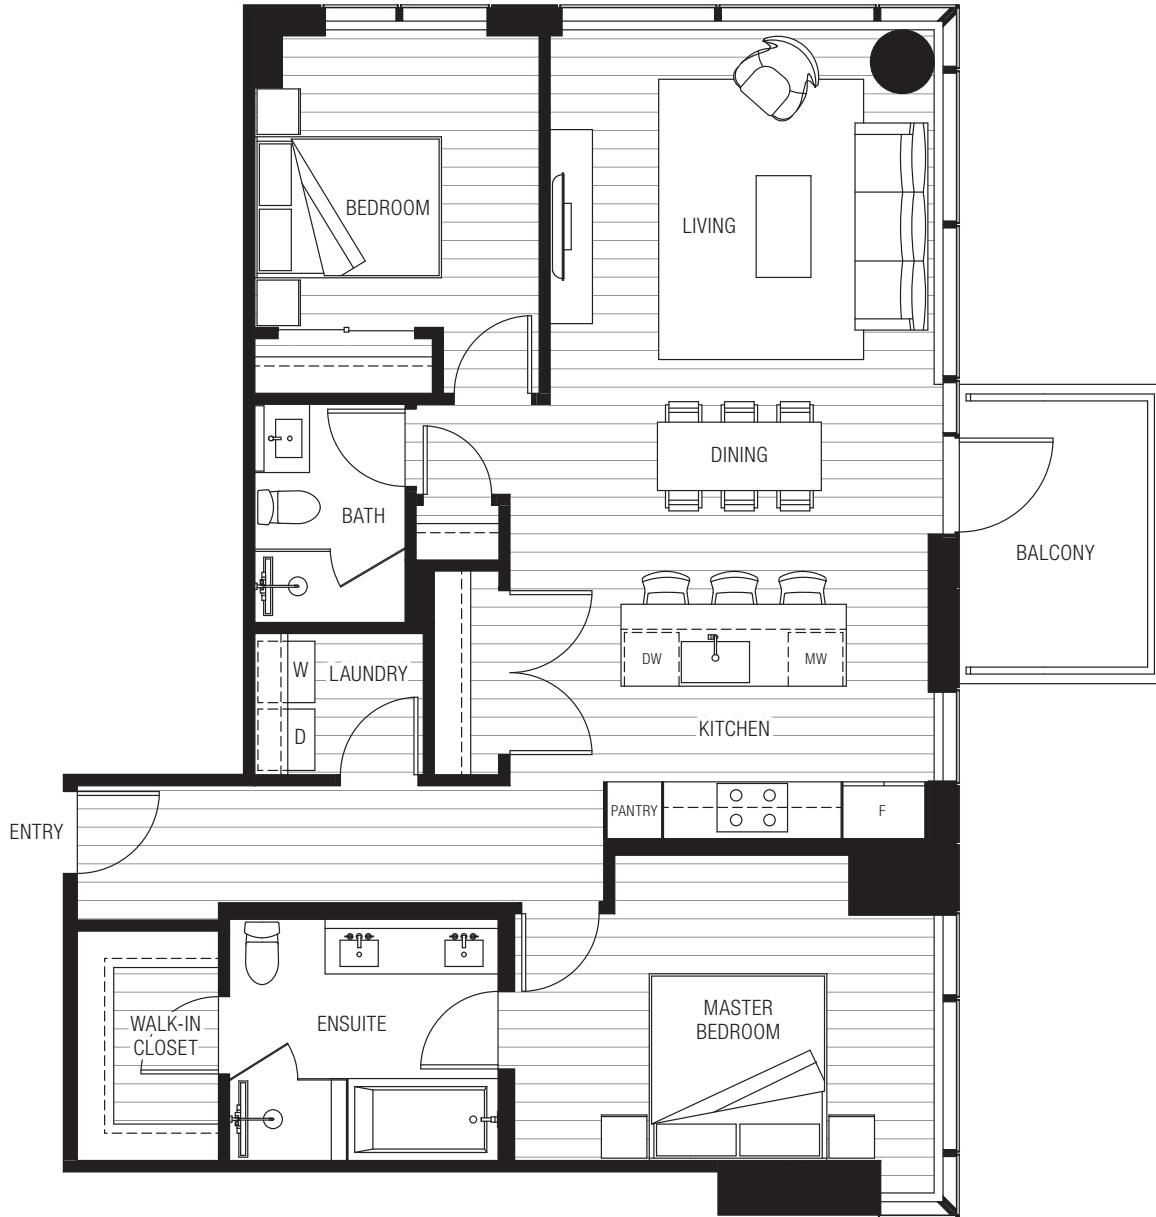 BEDROOM
LIVING
DINING
BATH
BALCONY
DW
MW
W
LAUNDRY
D
KITCHEN
PANTRY
F
ENTRY
MASTER
BEDROOM
WALK-IN
CLOSET
ENSUITE